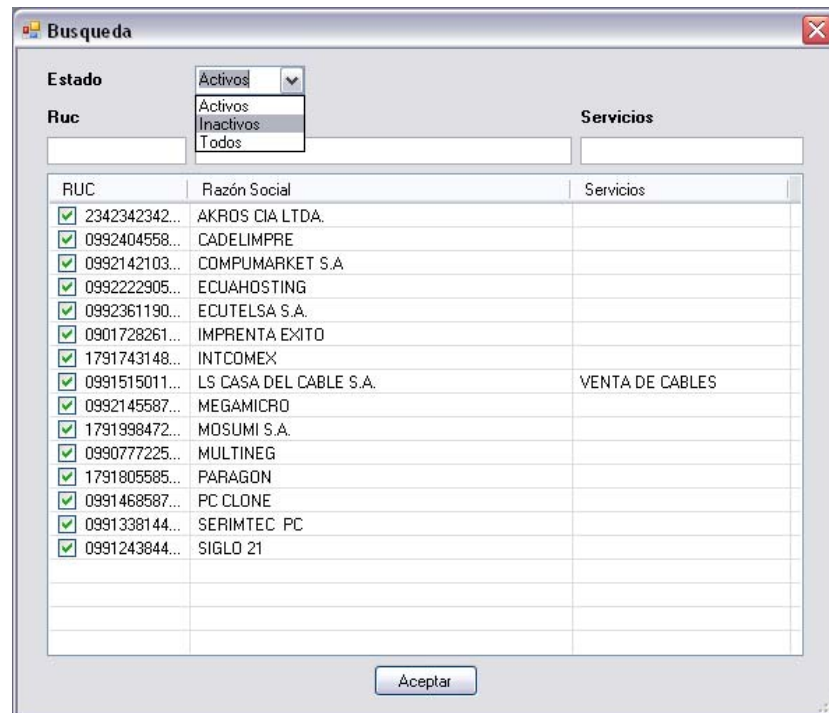 Busqueda
Estado Activos
Activos
Ruc Inactivos Servicios
Todos
RUC Razón Social Servicios
2342342342... AKROS CIA LTDA.
0992404558... CADELIMPRE
0992142103... COMPUMARKET S.A
0992222905... ECUAHOSTING
0992361190... ECUTELSA S.A.
0901728261... IMPRENTA EXITO
1791743148... INTCOMEX
0991515011... LS CASA DEL CABLE S.A. VENTA DE CABLES
0992145587... MEGAMICRO
1791998472... MOSUMI S.A.
0990777225... MULTINEG
1791805585... PARAGON
0991468587... PC CLONE
0991338144... SERIMTEC PC
0991243844... SIGLO 21
Aceptar